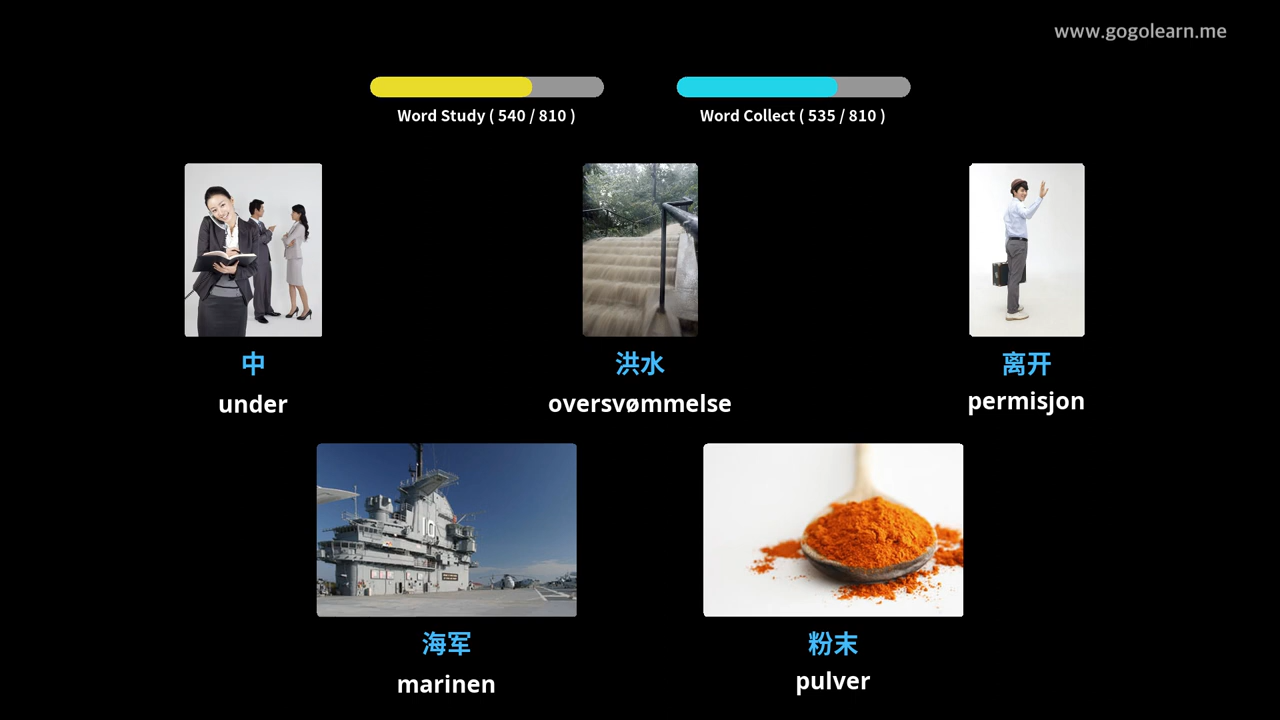 www.gogolearn.me
Word Study ( 540 / 810 )
Word Collect ( 535 / 810 )
中
under
洪水
oversvømmelse
离开
permisjon
10
海军
marinen
粉末
pulver